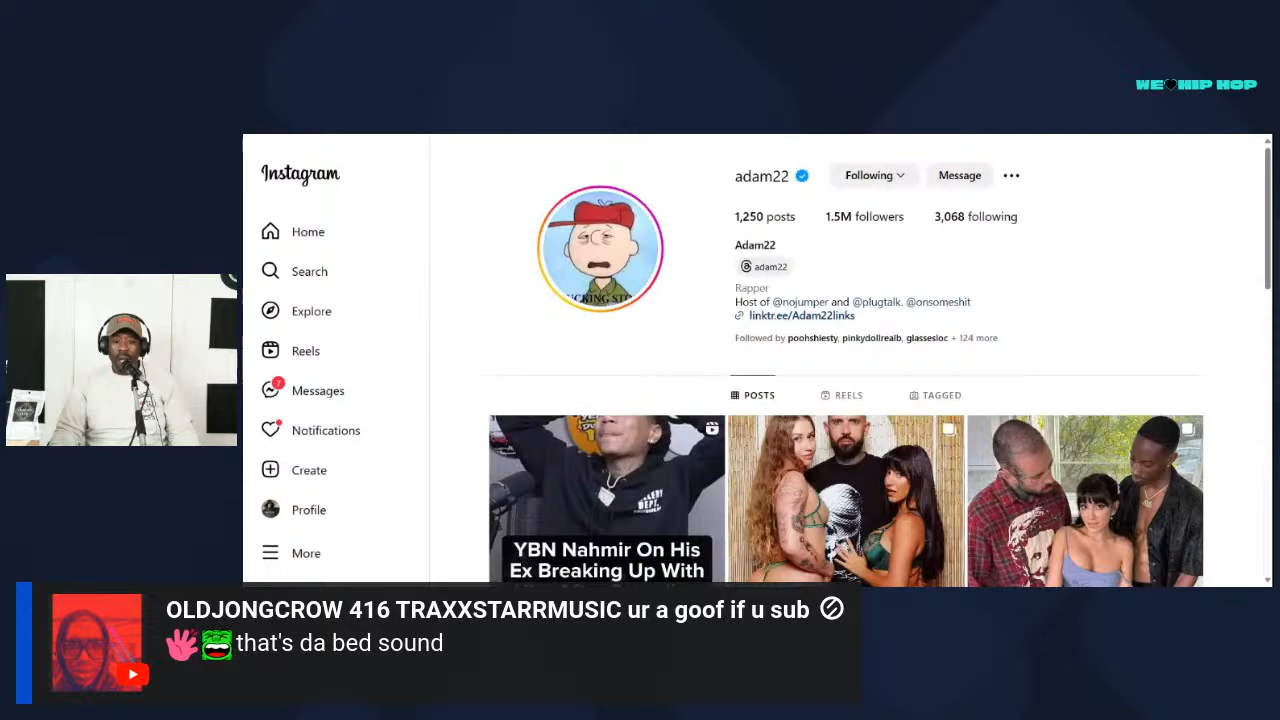 WE HIP HOP
Instagram
Home
Search
Explore
Reels
7
Messages
Notifications
Create
Profile
More
adam22
Following
Message
1,250 posts
1.5M followers
3,068 following
Adam22
adam22
Rapper
Host of @nojumper and @plugtalk. @onsomeshit
linktr.ee/Adam22links
Followed by poohshiesty, pinkydollrealb, glassesloc + 124 more
POSTS
REELS
TAGGED
YBN Nahmir On His
Ex Breaking Up With
OLDJONGCROW 416 TRAXXSTARRMUSIC ur a goof if u sub
that's da bed sound